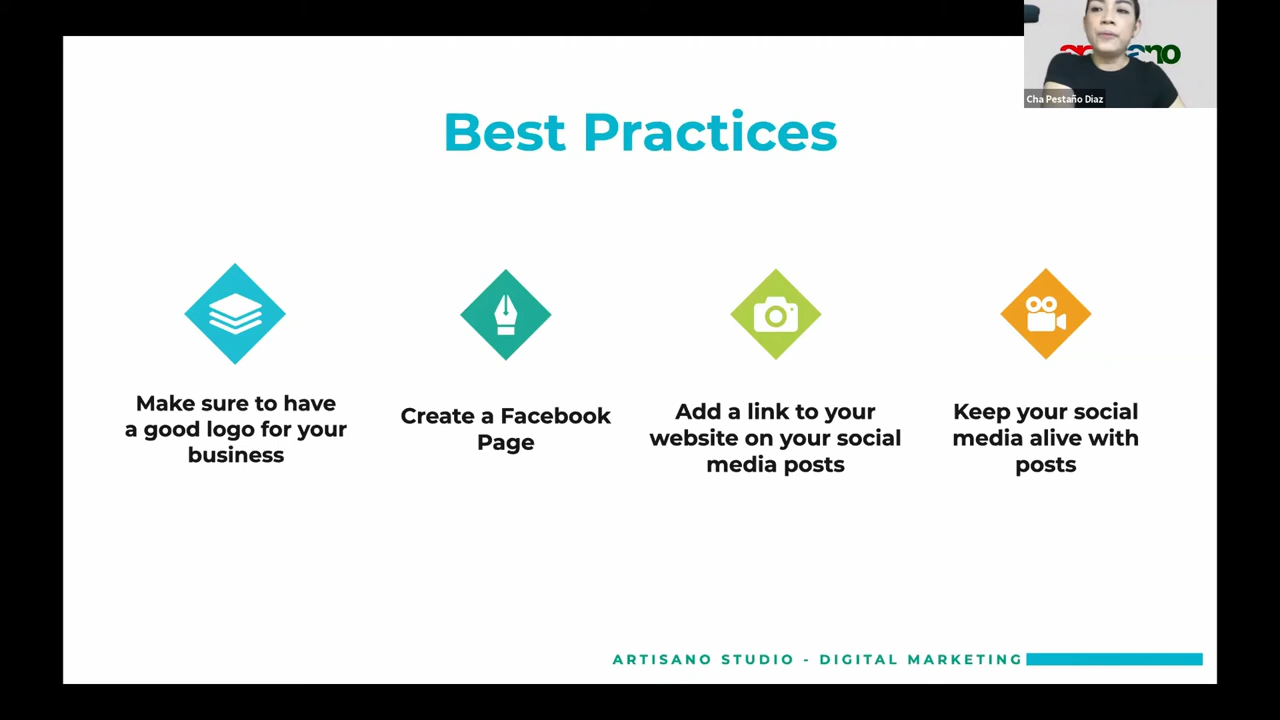 Cha Pestaño Diaz
Best Practices
Make sure to have
a good logo for your
business
Create a Facebook
Page
Add a link to your
website on your social
media posts
Keep your social
media alive with
posts
ARTISANO STUDIO - DIGITAL MARKETING